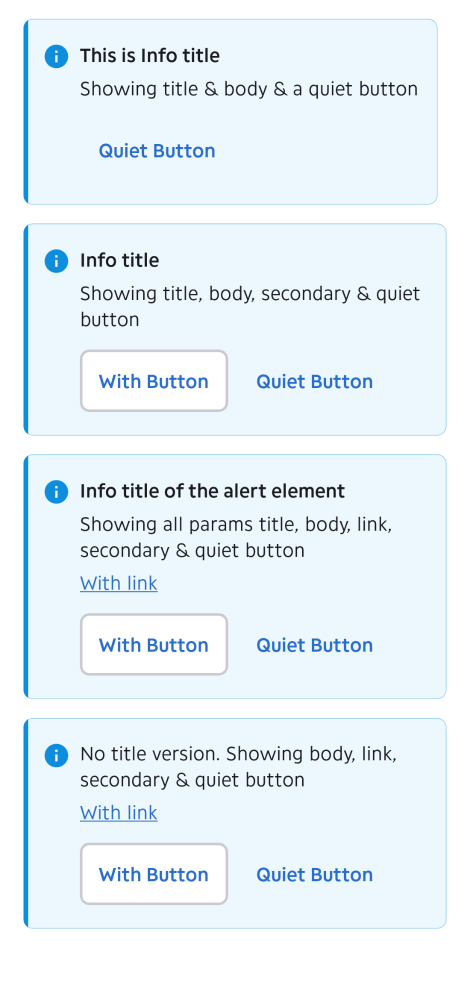 This is Info title
Showing title & body & a quiet button
Quiet Button
Info title
Showing title, body, secondary & quiet
button
With Button
Quiet Button
Info title of the alert element
Showing all params title, body, link,
secondary & quiet button
With link
With Button
Quiet Button
No title version. Showing body, link,
secondary & quiet button
With link
With Button
Quiet Button